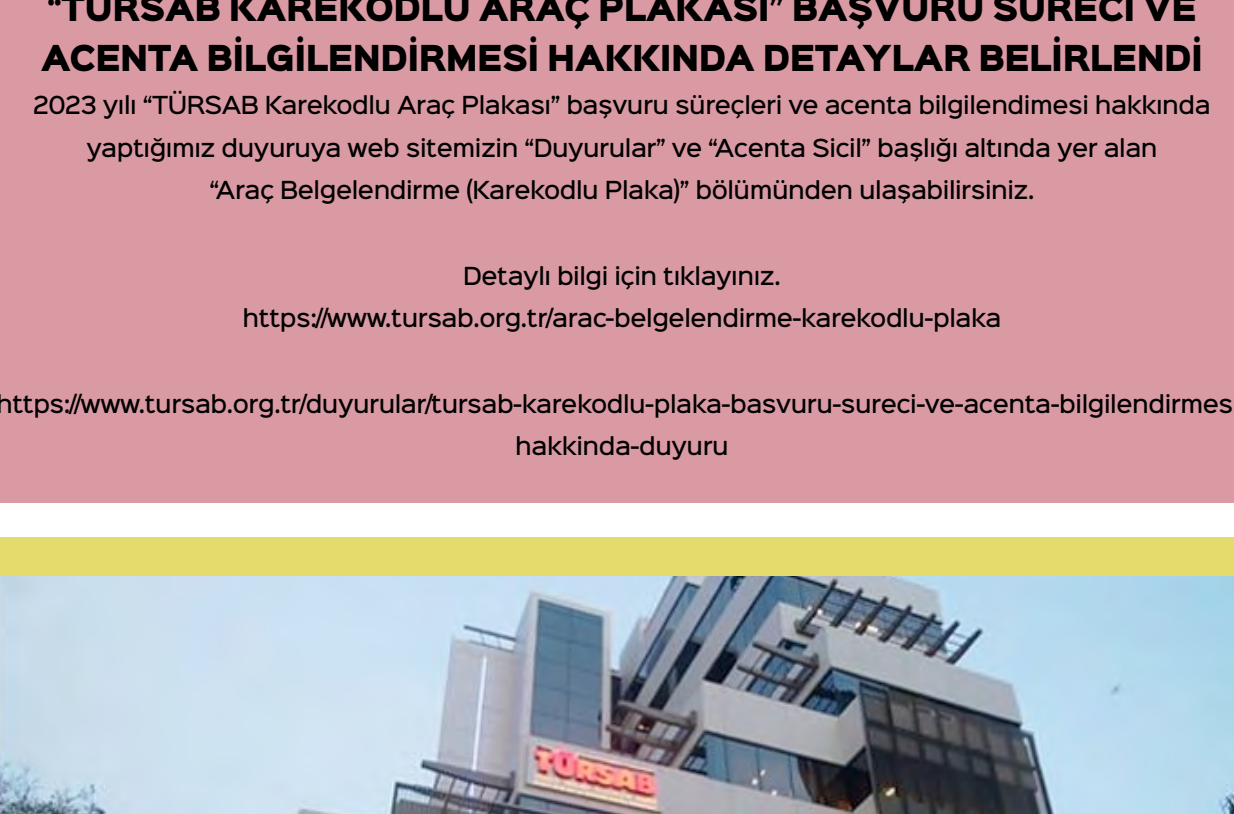 “TÜRSAB KAREKODLU ARAÇ PLAKASI” BAŞVURU SÜRECİ VE
ACENTA BİLGİLENDİRMESİ HAKKINDA DETAYLAR BELİRLENDİ
2023 yılı “TÜRSAB Karekodlu Araç Plakası” başvuru süreçleri ve acenta bilgilendimesi hakkında
yaptığımız duyuruya web sitemizin “Duyurular” ve “Acenta Sicil” başlığı altında yer alan
“Araç Belgelendirme (Karekodlu Plaka)” bölümünden ulaşabilirsiniz.
Detaylı bilgi için tıklayınız.
https://www.tursab.org.tr/arac-belgelendirme-karekodlu-plaka
https://www.tursab.org.tr/duyurular/tursab-karekodlu-plaka-basvuru-sureci-ve-acenta-bilgilendirmes
hakkinda-duyuru
TÜRSAB